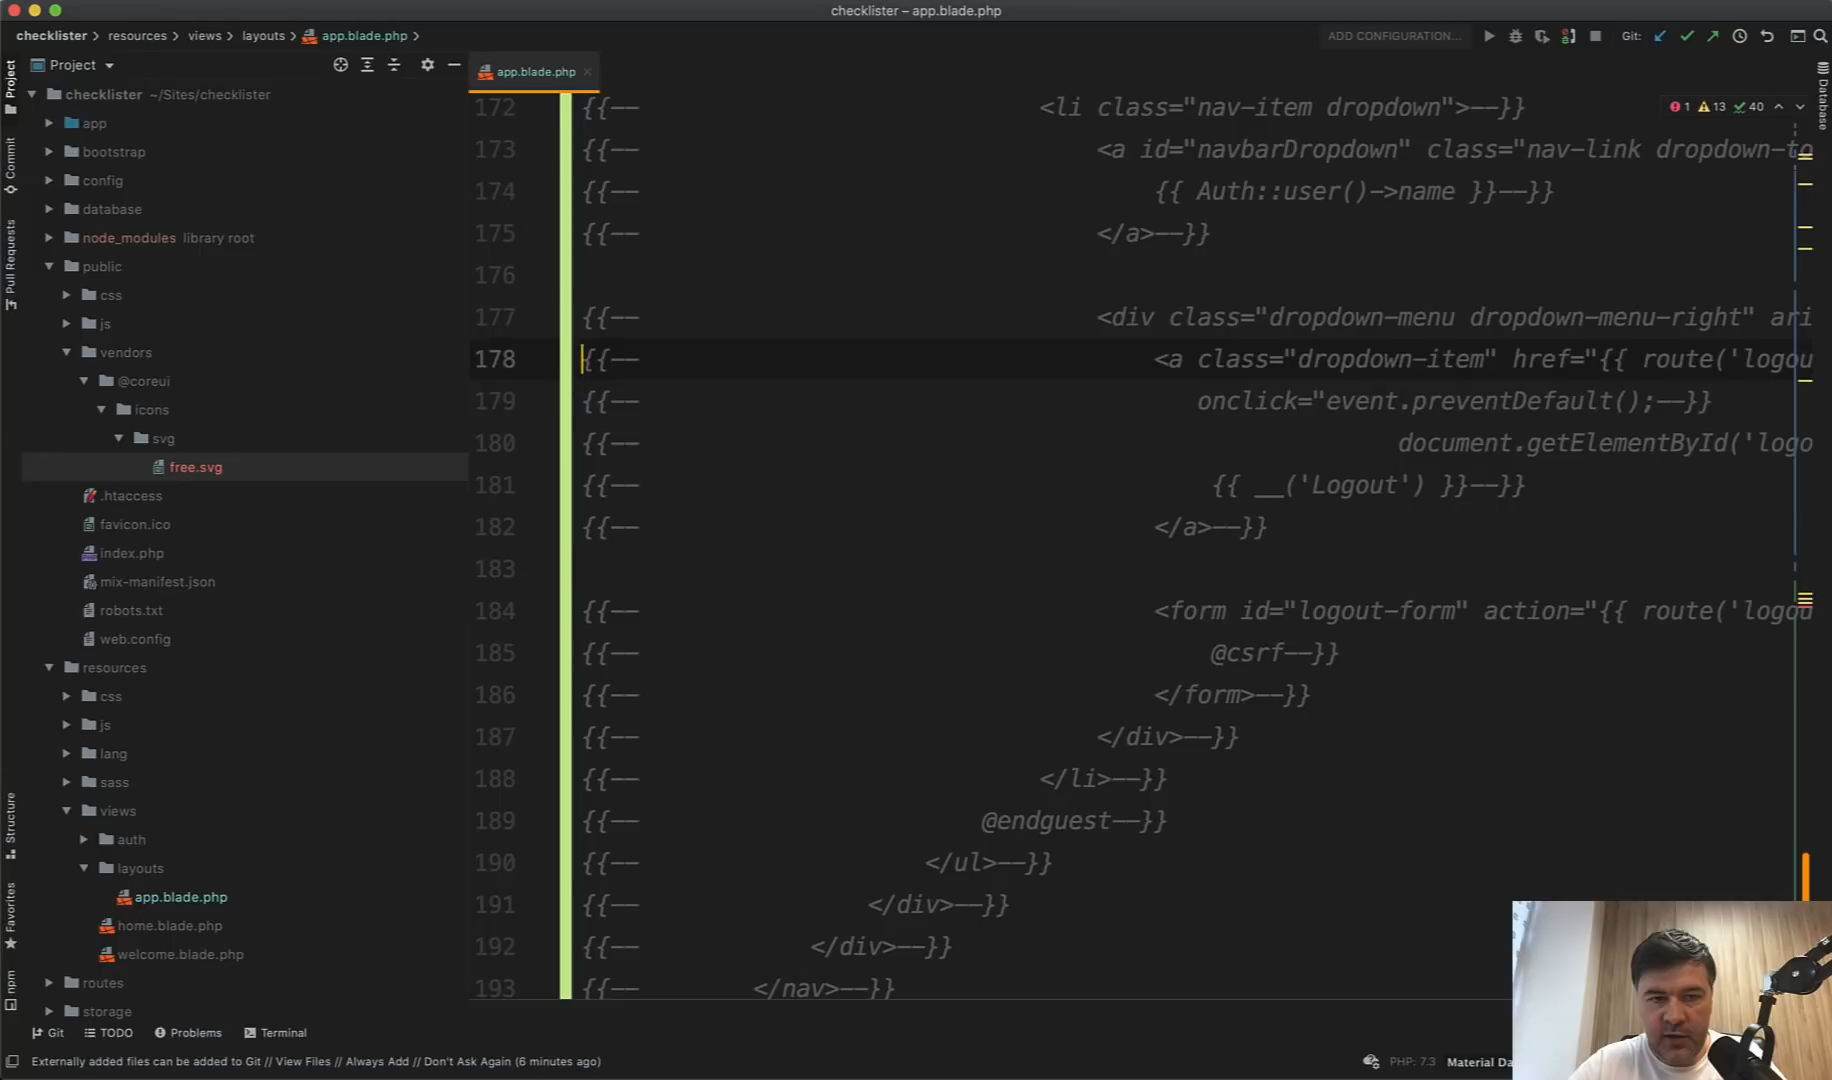 checklister – app.blade.php
checklister › resources › views › layouts › app.blade.php ›
ADD CONFIGURATION...
Git:
Project
app.blade.php
Project
Commit
Pull Requests
Structure
Favorites
npm
Database
checklister ~/Sites/checklister
app
bootstrap
config
database
node_modules library root
public
css
js
vendors
@coreui
icons
svg
free.svg
.htaccess
favicon.ico
index.php
mix-manifest.json
robots.txt
web.config
resources
css
js
lang
sass
views
auth
layouts
app.blade.php
home.blade.php
welcome.blade.php
routes
storage
1 13 40
172 {{-- <li class="nav-item dropdown">--}}
173 {{-- <a id="navbarDropdown" class="nav-link dropdown-to
174 {{-- {{ Auth::user()->name }}--}}
175 {{-- </a>--}}
176
177 {{-- <div class="dropdown-menu dropdown-menu-right" ari
178 {{-- <a class="dropdown-item" href="{{ route('logou
179 {{-- onclick="event.preventDefault();--}}
180 {{-- document.getElementById('logo
181 {{-- {{ __('Logout') }}--}}
182 {{-- </a>--}}
183
184 {{-- <form id="logout-form" action="{{ route('logou
185 {{-- @csrf--}}
186 {{-- </form>--}}
187 {{-- </div>--}}
188 {{-- </li>--}}
189 {{-- @endguest--}}
190 {{-- </ul>--}}
191 {{-- </div>--}}
192 {{-- </div>--}}
193 {{-- </nav>--}}
Git TODO Problems Terminal
Externally added files can be added to Git // View Files // Always Add // Don't Ask Again (6 minutes ago)
PHP: 7.3 Material Da